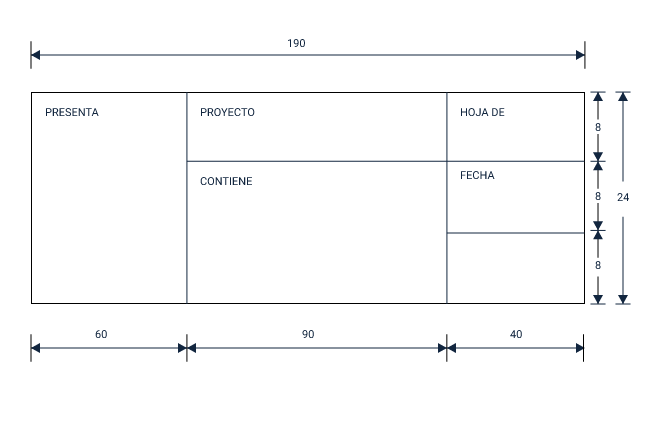 190
PRESENTA
PROYECTO
HOJA DE
8
CONTIENE
FECHA
8
24
8
60
90
40